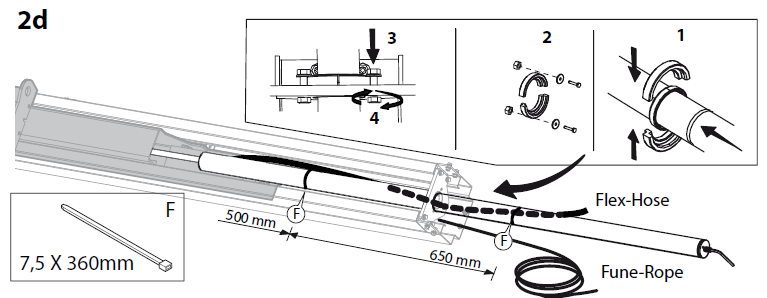 2d
3
2
1
4
Flex-Hose
F
F
500 mm
F
650 mm
7,5 X 360mm
Fune-Rope